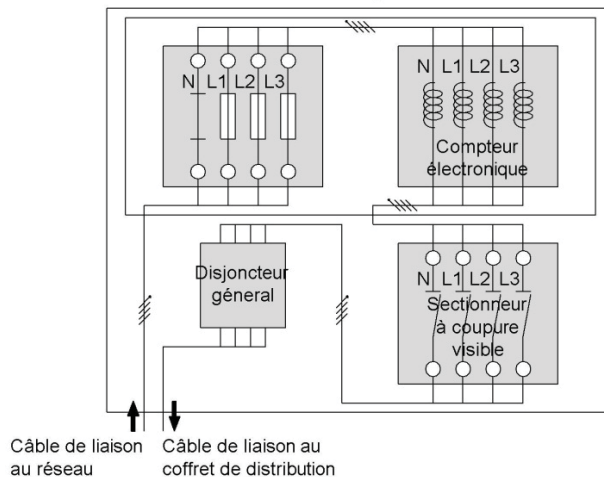 N L1 L2 L3
N L1 L2 L3
Compteur
électronique
Disjoncteur
géneral
N L1 L2 L3
Sectionneur
à coupure
visible
Câble de liaison
au réseau
Câble de liaison au
coffret de distribution